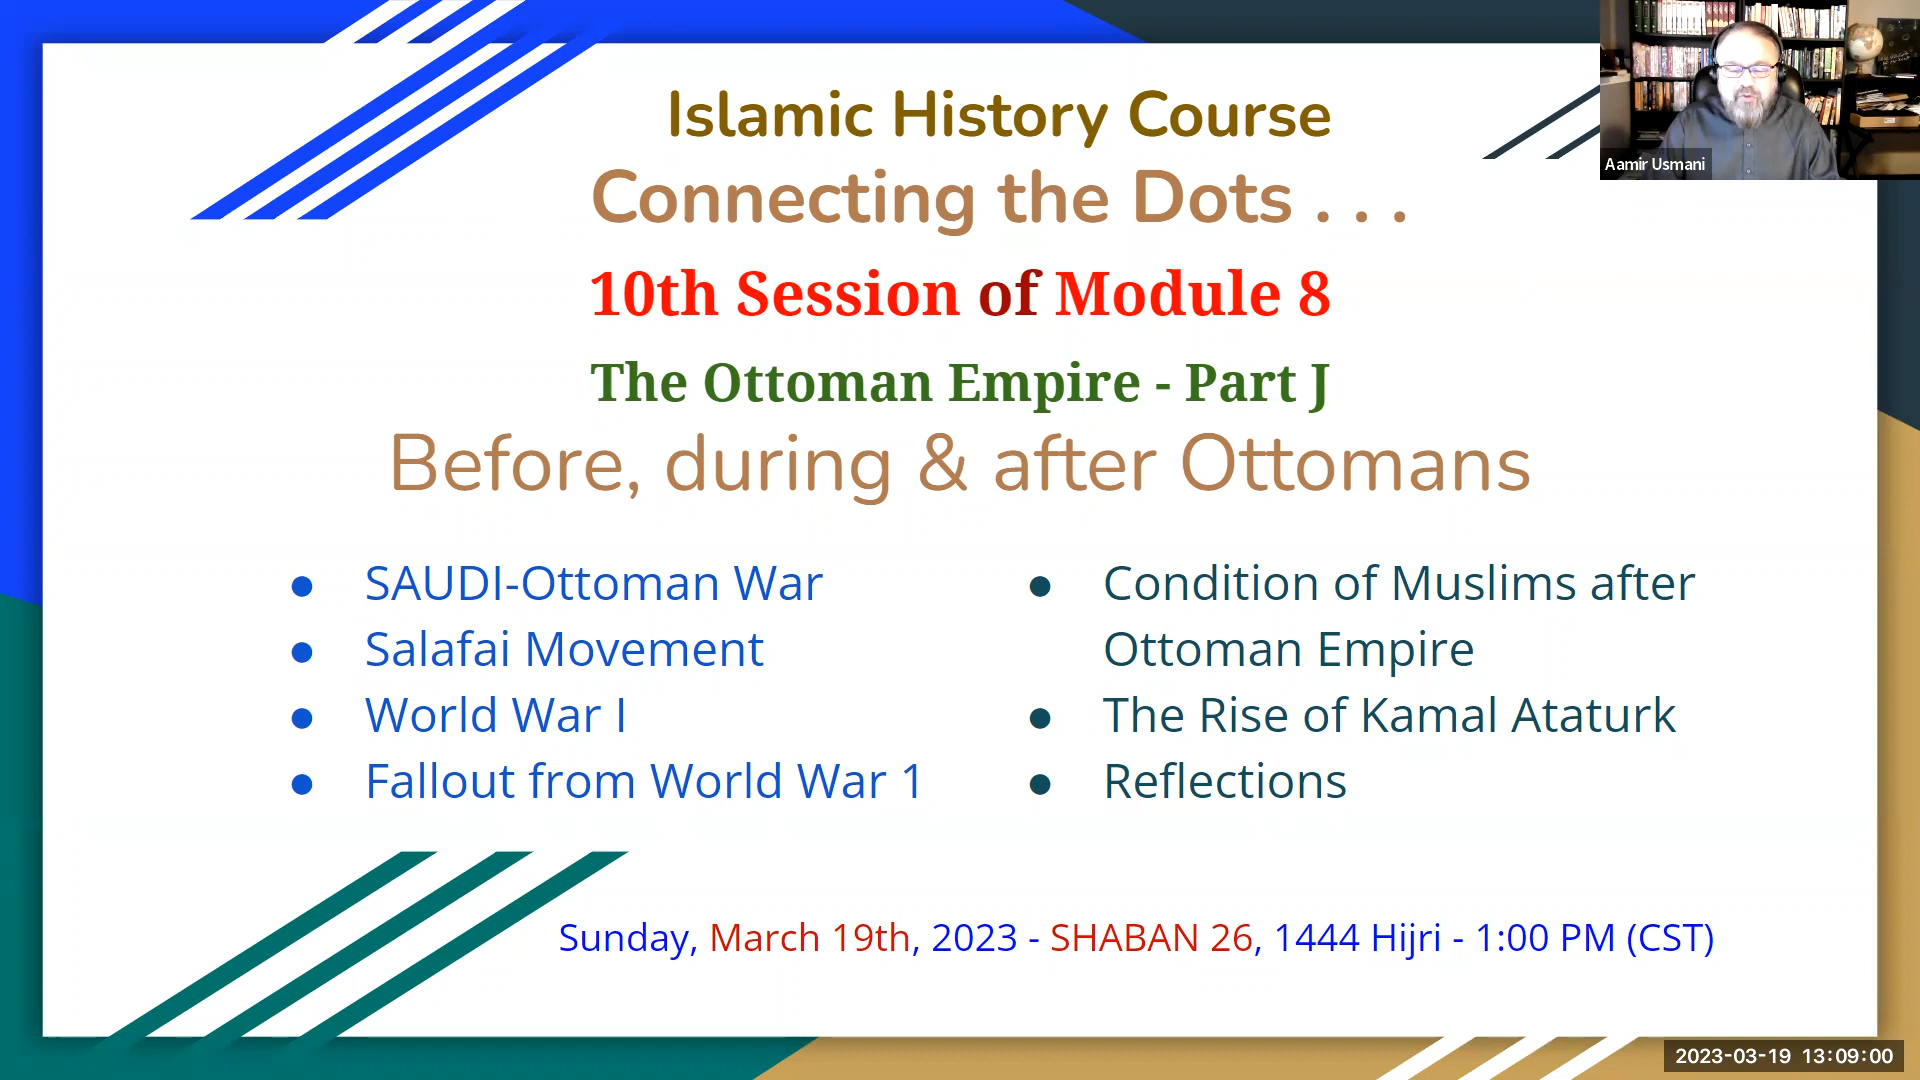 Islamic History Course
Connecting the Dots . . .
10th Session of Module 8
The Ottoman Empire - Part J
Before, during & after Ottomans
● SAUDI-Ottoman War
● Salafai Movement
● World War I
● Fallout from World War 1
● Condition of Muslims after
Ottoman Empire
● The Rise of Kamal Ataturk
● Reflections
Sunday, March 19th, 2023 - SHABAN 26, 1444 Hijri - 1:00 PM (CST)
Aamir Usmani
2023-03-19 13:09:00